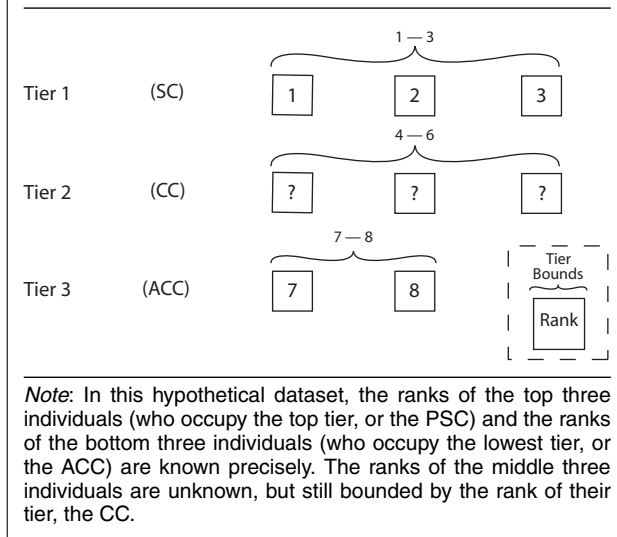 1 — 3
Tier 1 (SC) 1 2 3
4 — 6
Tier 2 (CC) ? ? ?
7 — 8
Tier 3 (ACC) 7 8
Tier
Bounds
Rank
Note: In this hypothetical dataset, the ranks of the top three
individuals (who occupy the top tier, or the PSC) and the ranks
of the bottom three individuals (who occupy the lowest tier, or
the ACC) are known precisely. The ranks of the middle three
individuals are unknown, but still bounded by the rank of their
tier, the CC.